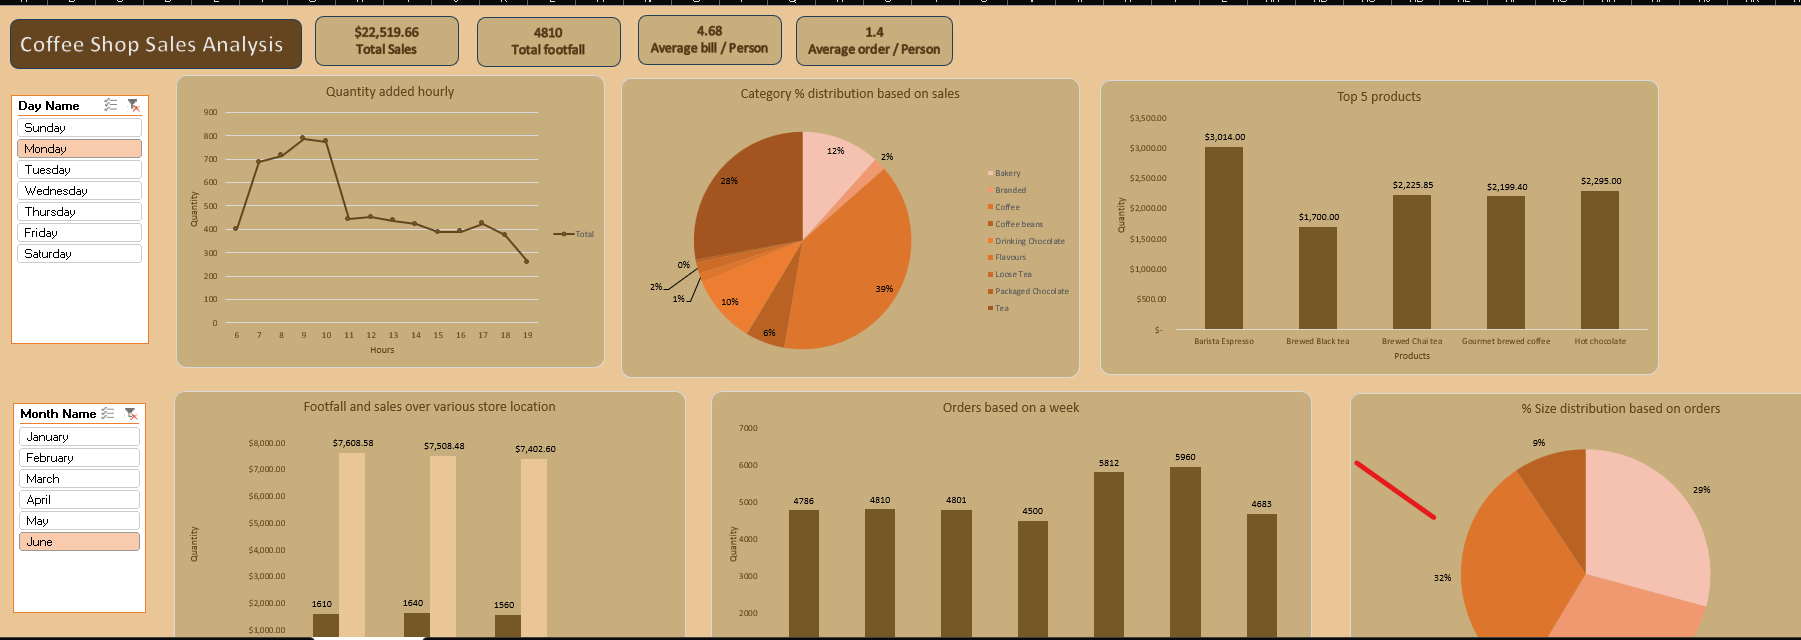 Coffee Shop Sales Analysis
$22,519.66
Total Sales
4810
Total footfall
4.68
Average bill / Person
1.4
Average order / Person
Day Name
Sunday
Monday
Tuesday
Wednesday
Thursday
Friday
Saturday
Quantity added hourly
900
800
700
600
500
400
300
200
100
0
Quantity
6 7 8 9 10 11 12 13 14 15 16 17 18 19
Hours
Total
Category % distribution based on sales
12%
2%
28%
39%
0%
2%
1%
10%
6%
Bakery
Branded
Coffee
Coffee beans
Drinking Chocolate
Flavours
Loose Tea
Packaged Chocolate
Tea
Top 5 products
$3,500.00
$3,000.00
$2,500.00
$2,000.00
$1,500.00
$1,000.00
$500.00
$-
Quantity
$3,014.00
$1,700.00
$2,225.85
$2,199.40
$2,295.00
Barista Espresso
Brewed Black tea
Brewed Chai tea
Gourmet brewed coffee
Hot chocolate
Products
Month Name
January
February
March
April
May
June
Footfall and sales over various store location
$8,000.00
$7,000.00
$6,000.00
$5,000.00
$4,000.00
$3,000.00
$2,000.00
$1,000.00
Quantity
$7,608.58
$7,508.48
$7,402.60
1610
1640
1560
Orders based on a week
7000
6000
5000
4000
3000
2000
Quantity
4786
4810
4801
4500
5812
5960
4683
% Size distribution based on orders
9%
29%
32%